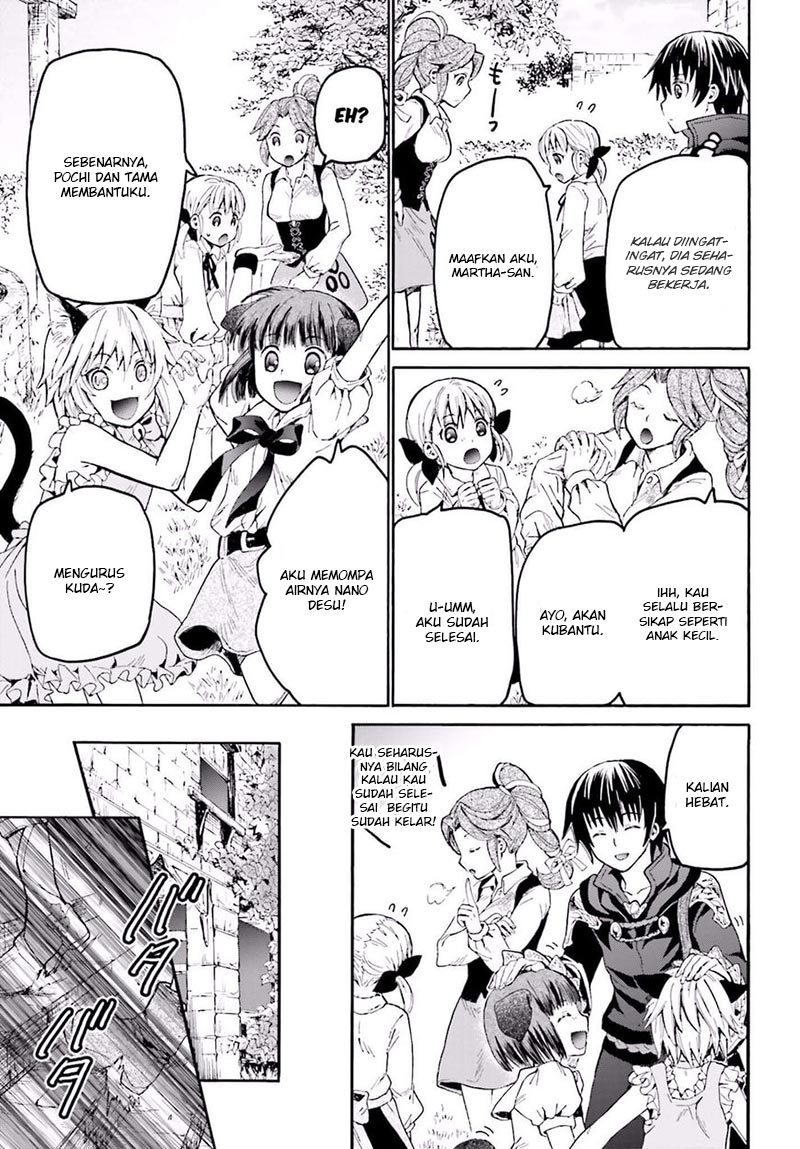 もーっ
KALAU DIINGAT-
INGAT, DIA SEHA-
RUSNYA SEDANG
BEKERJA.
MAAFKAN AKU,
MARTHA-SAN.
IHH, KAU
SELALU BER-
SIKAP SEPERTI
ANAK KECIL.
AYO, AKAN
KUBANTU.
U-UMM,
AKU SUDAH
SELESAI.
EH?
SEBENARNYA,
POCHI DAN TAMA
MEMBANTUKU.
AKU MEMOMPA
AIRNYA NANO
DESU!
MENGURUS
KUDA~?
KALIAN
HEBAT.
KAU SEHARUS-
NYA BILANG
KALAU KAU
SUDAH SELE-
SAI BEGITU
SUDAH KELAR!
バタ
バタ